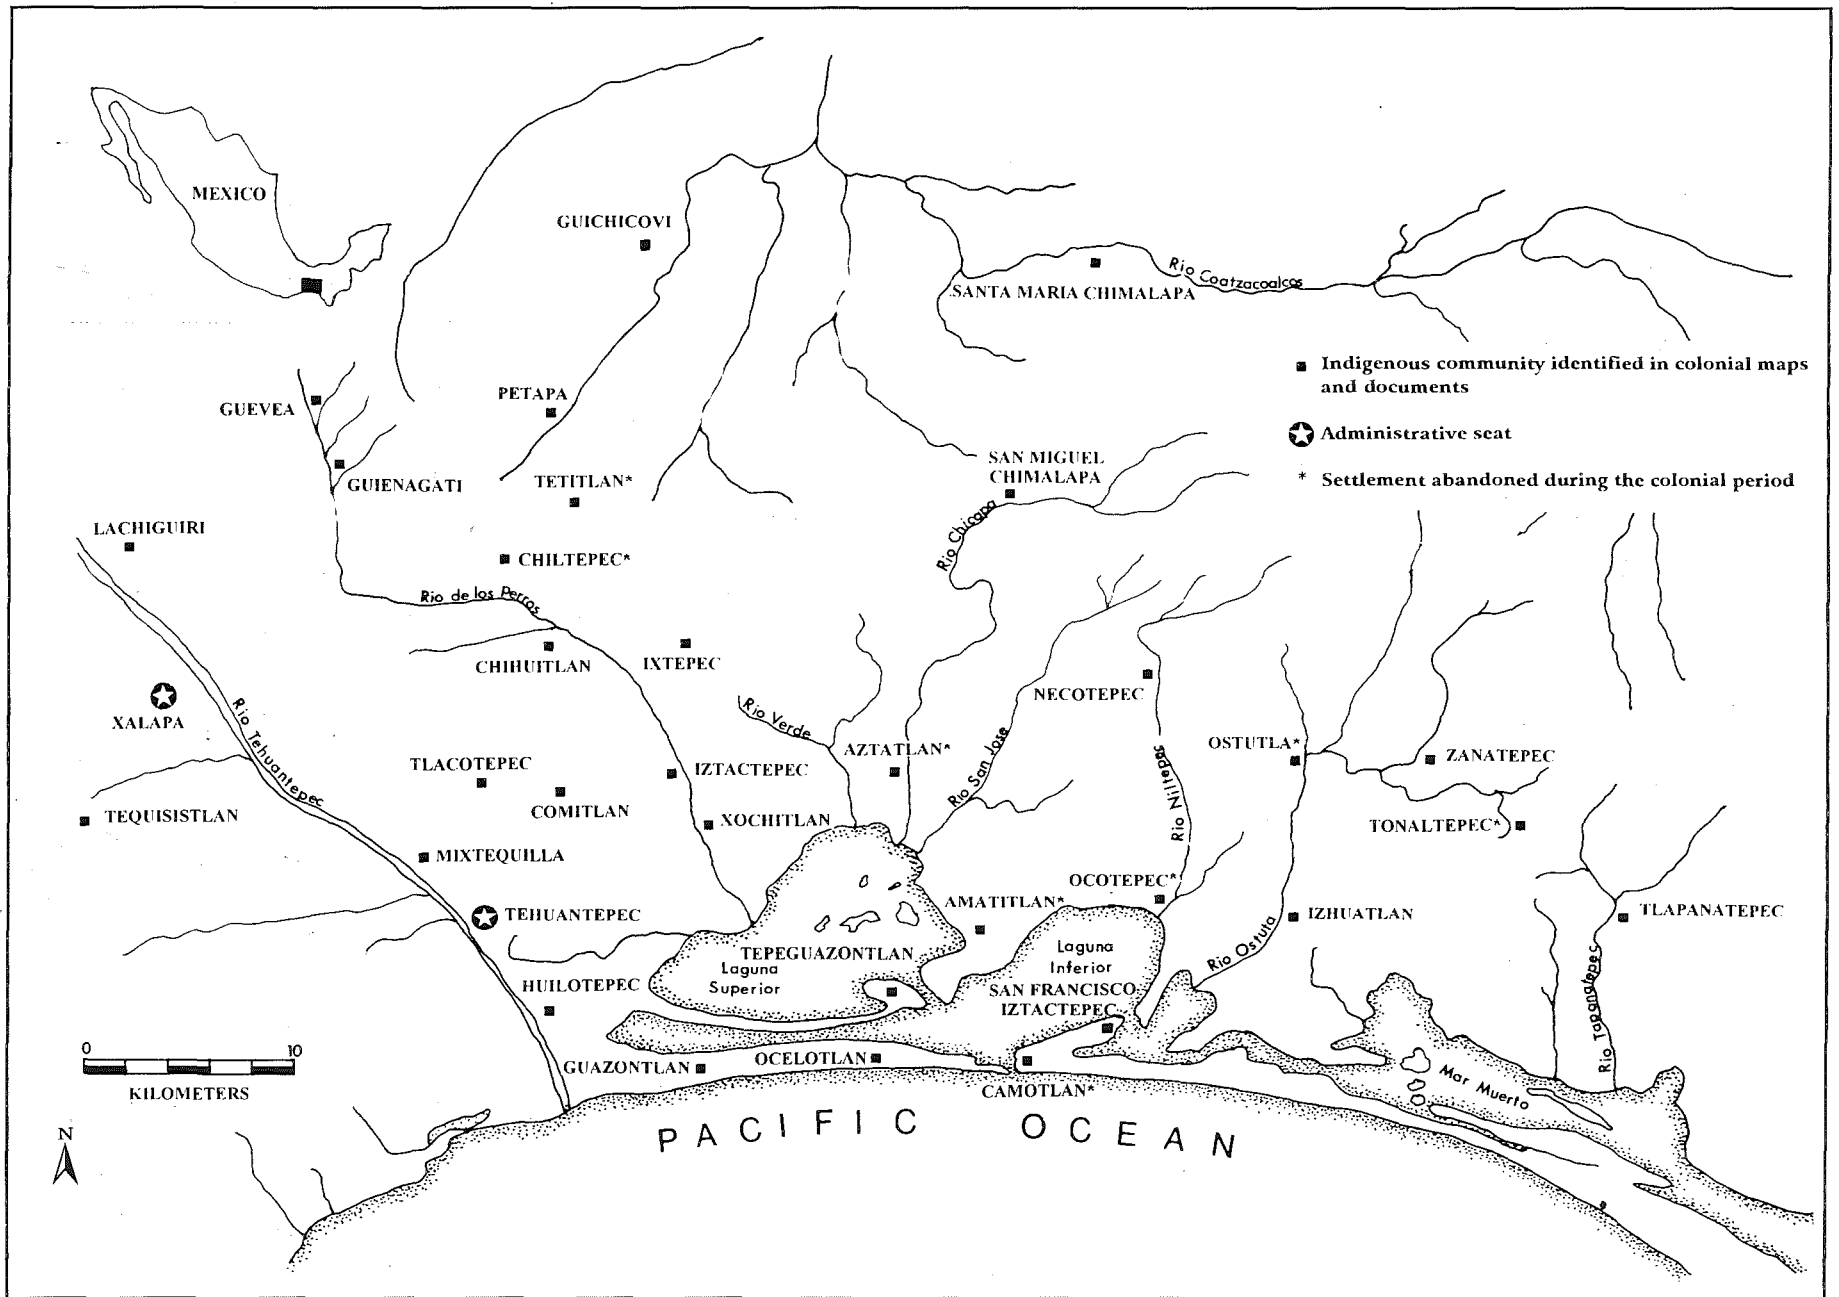 MEXICO
GUICHICOVI
Rio Coatzacoalcos
SANTA MARIA CHIMALAPA
■ Indigenous community identified in colonial maps
and documents
Administrative seat
* Settlement abandoned during the colonial period
GUEVEA
PETAPA
GUIENAGATI
TETITLAN*
SAN MIGUEL
CHIMALAPA
LACHIGUIRI
CHILTEPEC*
Rio Chicapa
Rio de los Perros
CHIHUITLAN
IXTEPEC
NECOTEPEC
XALAPA
Rio Tehuantepec
Rio Verde
AZTATLAN*
Rio San Jose
Rio Niltepec
OSTUTLA*
ZANATEPEC
TLACOTEPEC
IZTACTEPEC
COMITLAN
TEQUISISTLAN
XOCHITLAN
TONALTEPEC*
MIXTEQUILLA
OCOTEPEC*
AMATITLAN*
TEHUANTEPEC
IZHUATLAN
TLAPANATEPEC
TEPEGUAZONTLAN
Laguna
Superior
Laguna
Inferior
Rio Ostuta
HUILOTEPEC
SAN FRANCISCO
IZTACTEPEC
Rio Tapanatepes
0 10
KILOMETERS
GUAZONTLAN
OCELOTLAN
CAMOTLAN*
Mar Muerto
PACIFIC OCEAN
N